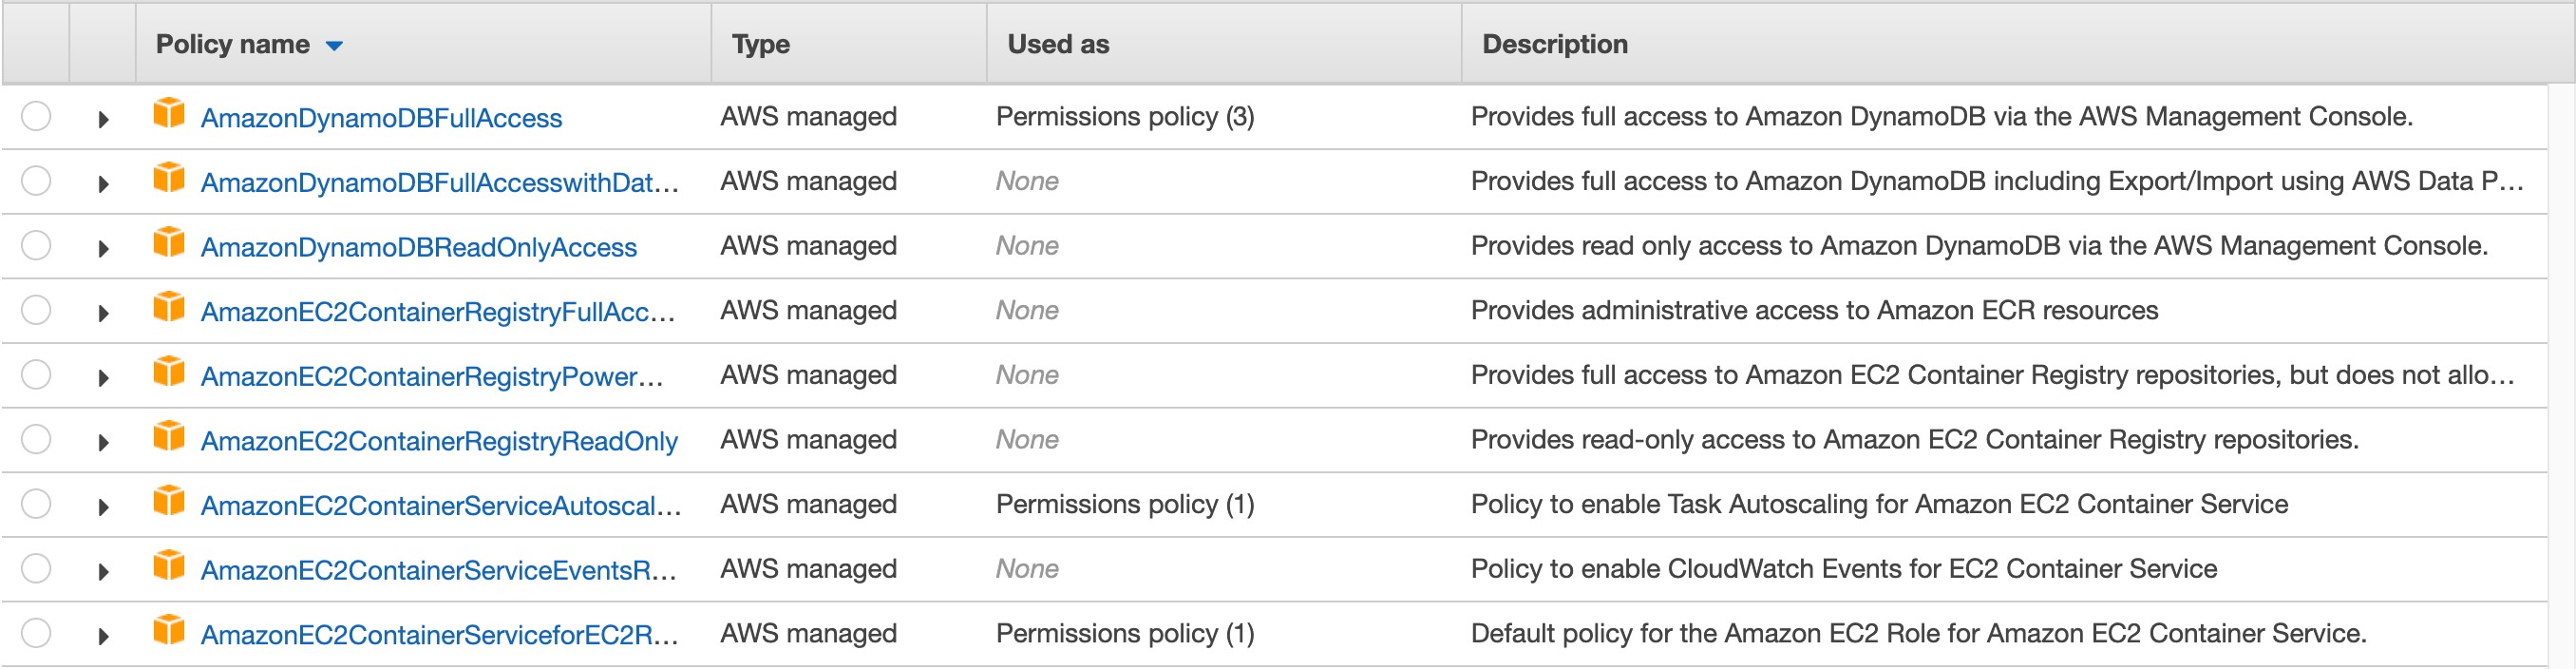 Policy name Type Used as Description
AmazonDynamoDBFullAccess AWS managed Permissions policy (3) Provides full access to Amazon DynamoDB via the AWS Management Console.
AmazonDynamoDBFullAccesswithDat... AWS managed None Provides full access to Amazon DynamoDB including Export/Import using AWS Data P...
AmazonDynamoDBReadOnlyAccess AWS managed None Provides read only access to Amazon DynamoDB via the AWS Management Console.
AmazonEC2ContainerRegistryFullAcc... AWS managed None Provides administrative access to Amazon ECR resources
AmazonEC2ContainerRegistryPower... AWS managed None Provides full access to Amazon EC2 Container Registry repositories, but does not allo...
AmazonEC2ContainerRegistryReadOnly AWS managed None Provides read-only access to Amazon EC2 Container Registry repositories.
AmazonEC2ContainerServiceAutoscal... AWS managed Permissions policy (1) Policy to enable Task Autoscaling for Amazon EC2 Container Service
AmazonEC2ContainerServiceEventsR... AWS managed None Policy to enable CloudWatch Events for EC2 Container Service
AmazonEC2ContainerServiceforEC2R... AWS managed Permissions policy (1) Default policy for the Amazon EC2 Role for Amazon EC2 Container Service.